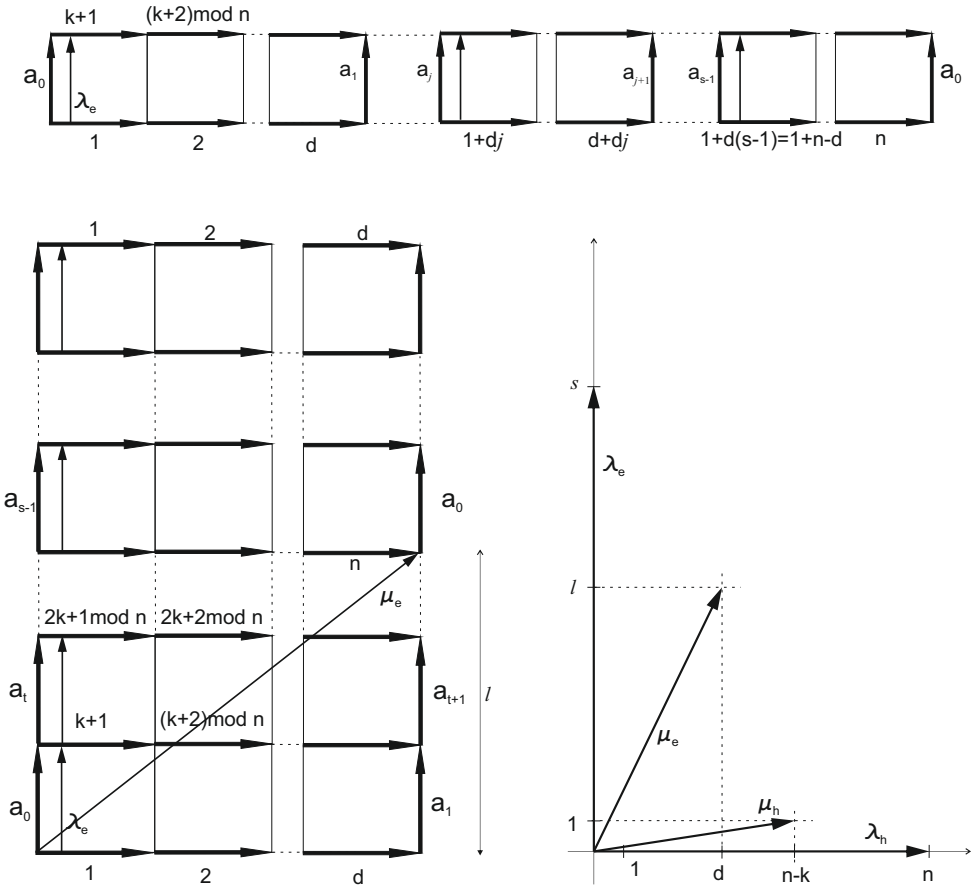 k+1 (k+2)mod n
a₀ λₑ a₁ aⱼ aⱼ₊₁ aₛ₋₁ a₀
1 2 d 1+dj d+dj 1+d(s-1)=1+n-d n
1 2 d
aₛ₋₁ a₀
n
μₑ
2k+1mod n 2k+2mod n
aₜ aₜ₊₁ l
k+1 (k+2)mod n
a₀ λₑ a₁
1 2 d
s
λₑ
l
μₑ
μₕ
1 λₕ
1 d n-k n